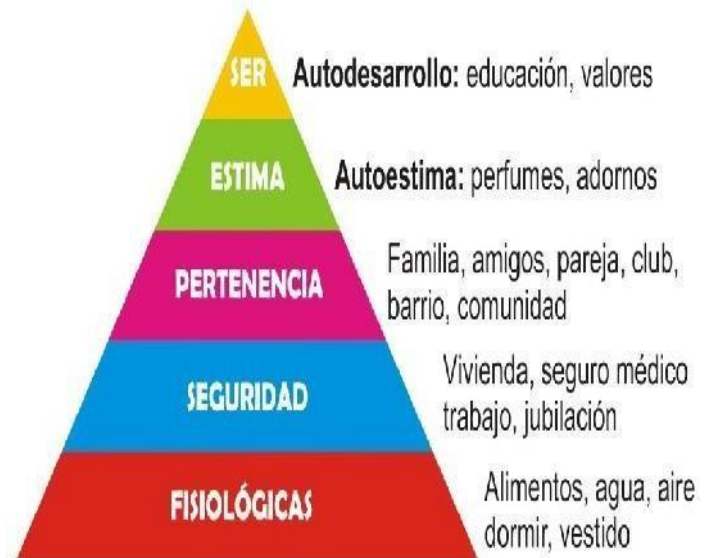 SER
Autodesarrollo: educación, valores
ESTIMA
Autoestima: perfumes, adornos
PERTENENCIA
Familia, amigos, pareja, club,
barrio, comunidad
SEGURIDAD
Vivienda, seguro médico
trabajo, jubilación
FISIOLÓGICAS
Alimentos, agua, aire
dormir, vestido